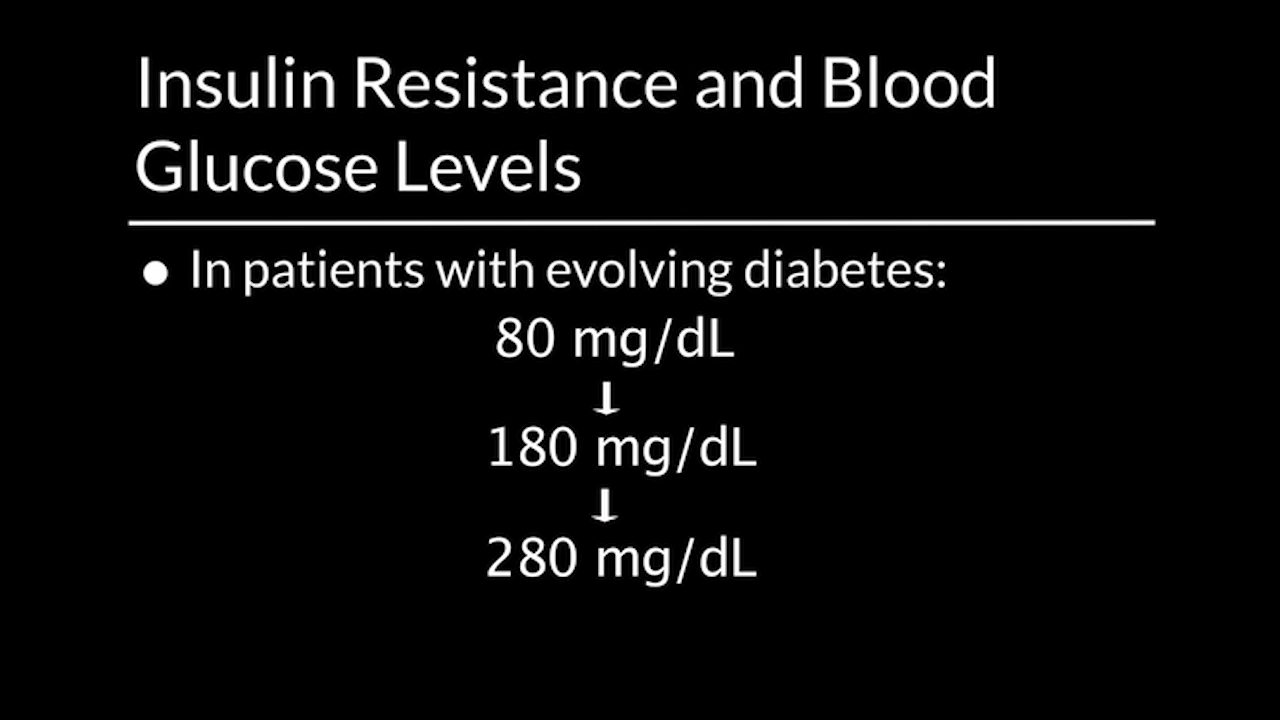 Insulin Resistance and Blood
Glucose Levels
● In patients with evolving diabetes:
80 mg/dL
⬇
180 mg/dL
⬇
280 mg/dL